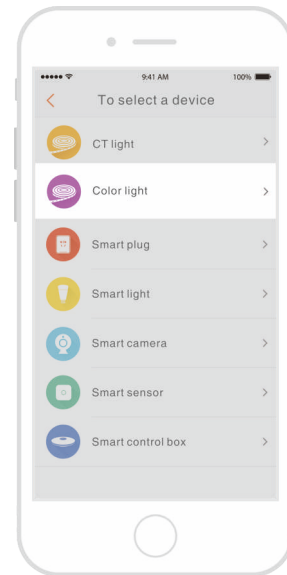 9:41 AM 100%
To select a device
CT light
Color light
Smart plug
Smart light
Smart camera
Smart sensor
Smart control box